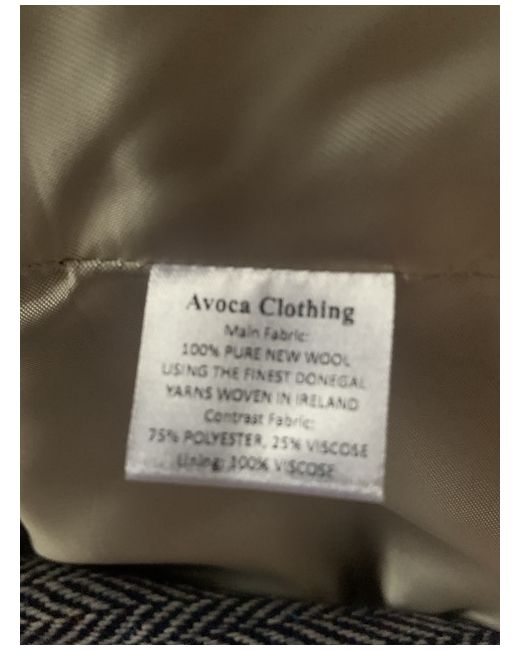 Avoca Clothing
Main Fabric:
100% PURE NEW WOOL
USING THE FINEST DONEGAL
YARNS WOVEN IN IRELAND
Contrast Fabric:
75% POLYESTER, 25% VISCOSE
Lining: 100% VISCOSE